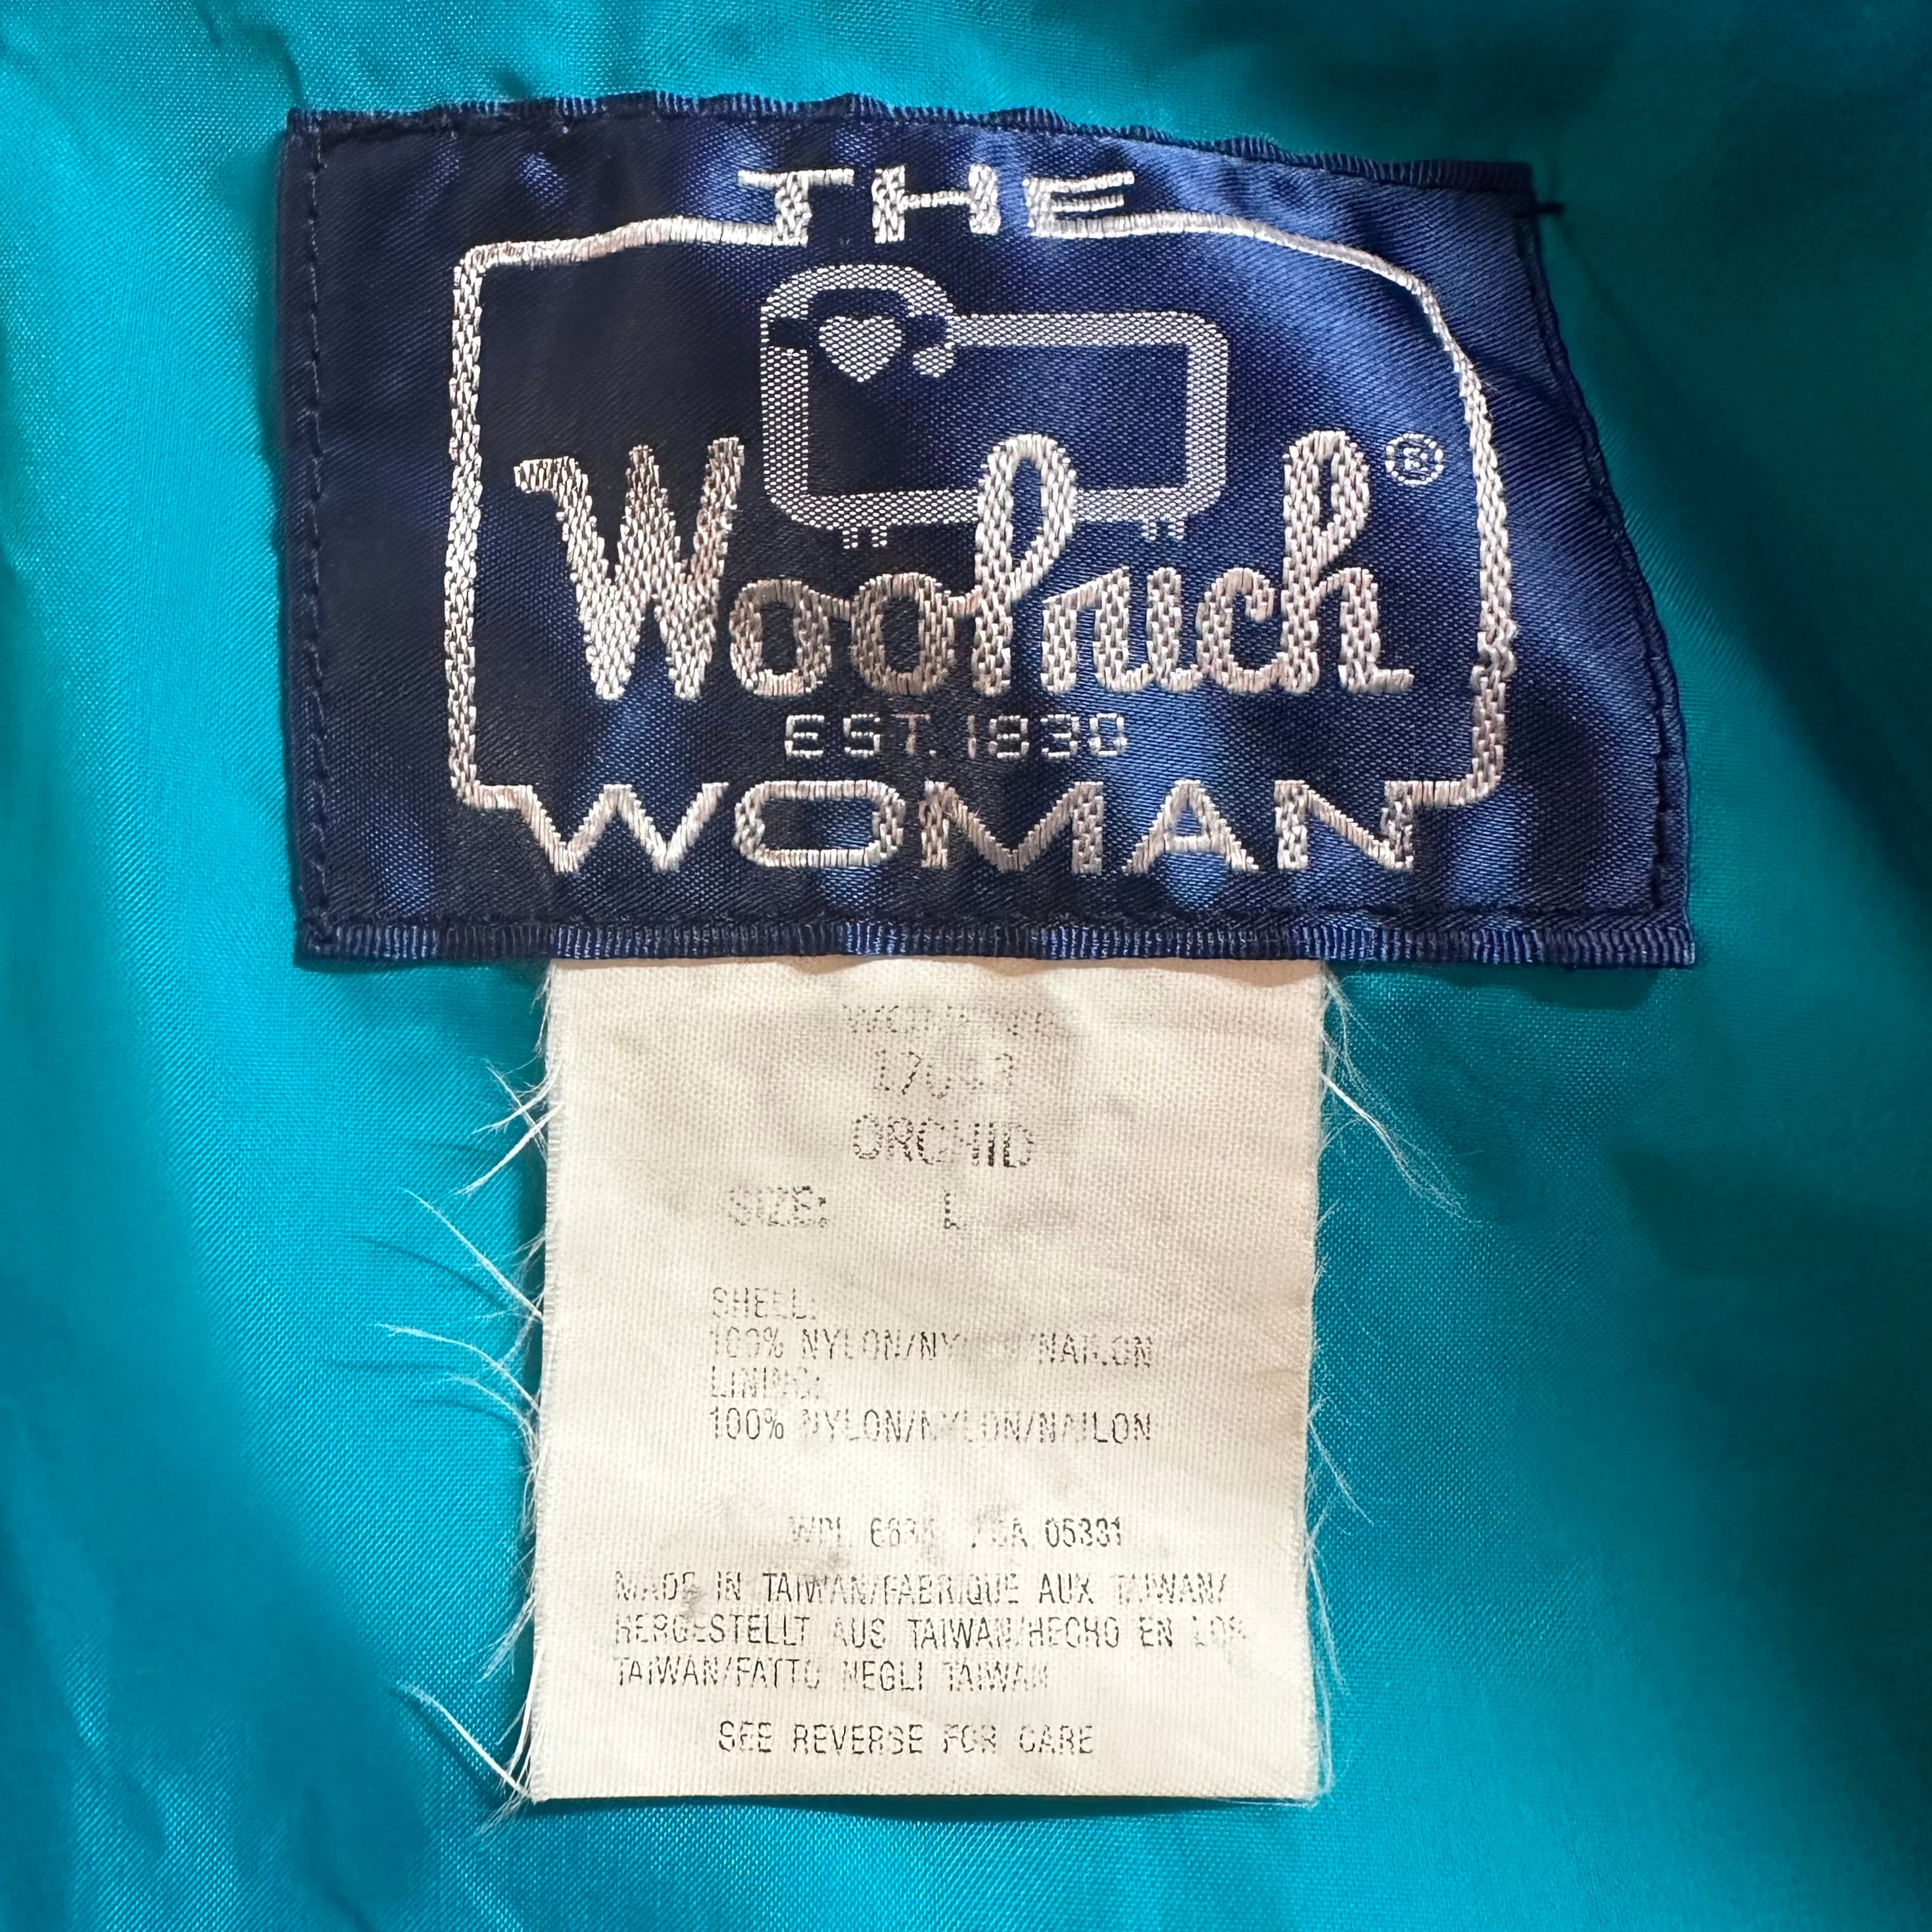 THE
Woolrich®
EST. 1830
WOMAN
ORCHID
SIZE: L
SHELL:
100% NYLON/NYLON/NAILON
LINING:
100% NYLON/NYLON/NAILON
WPL /CA 05331
MADE IN TAIWAN/FABRIQUE AUX TAIWAN/
HERGESTELLT AUS TAIWAN/HECHO EN LOS
TAIWAN/FATTO NEGLI TAIWAN
SEE REVERSE FOR CARE